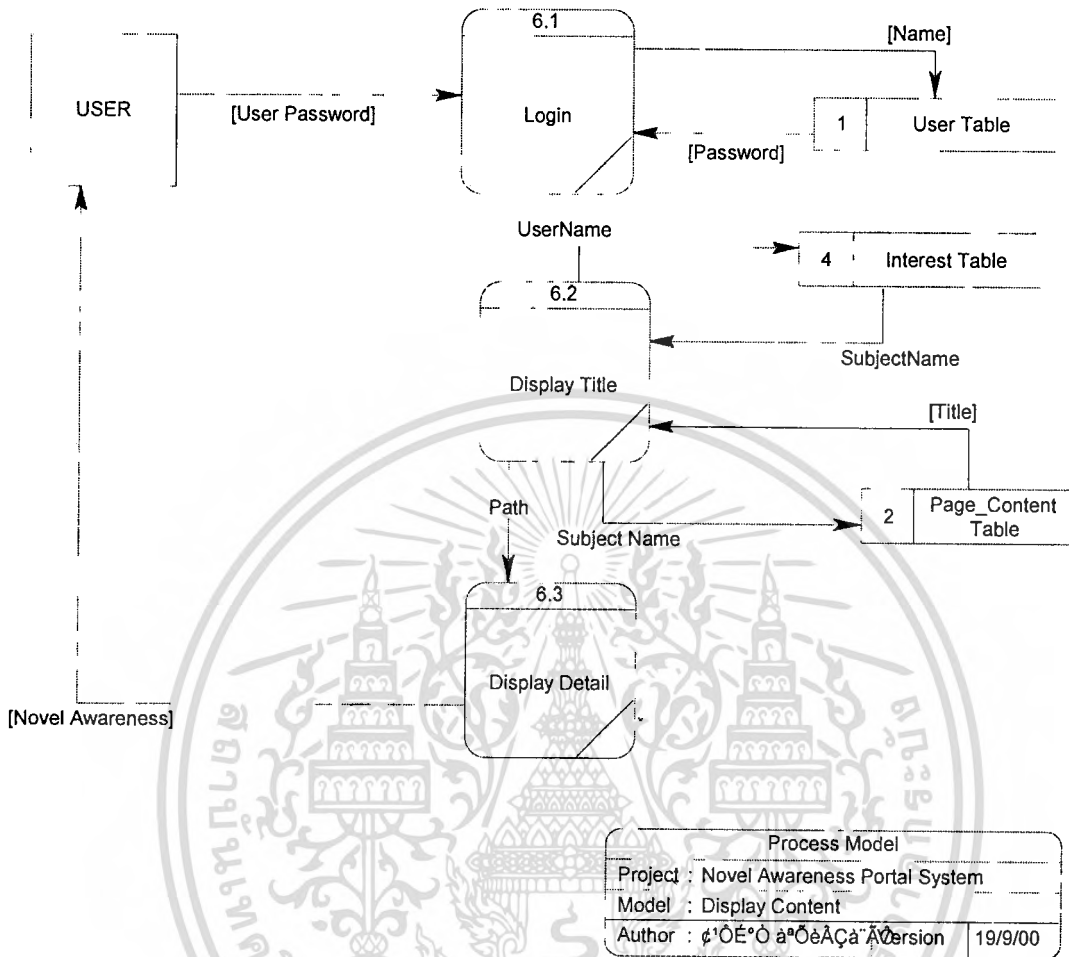 6.1
[Name]
USER
[User Password]
Login
1
User Table
[Password]
UserName
4
Interest Table
6.2
SubjectName
Display Title
[Title]
Path
Subject Name
2
Page_Content
Table
6.3
Display Detail
[Novel Awareness]
Process Model
Project : Novel Awareness Portal System
Model : Display Content
Author :
Version
19/9/00